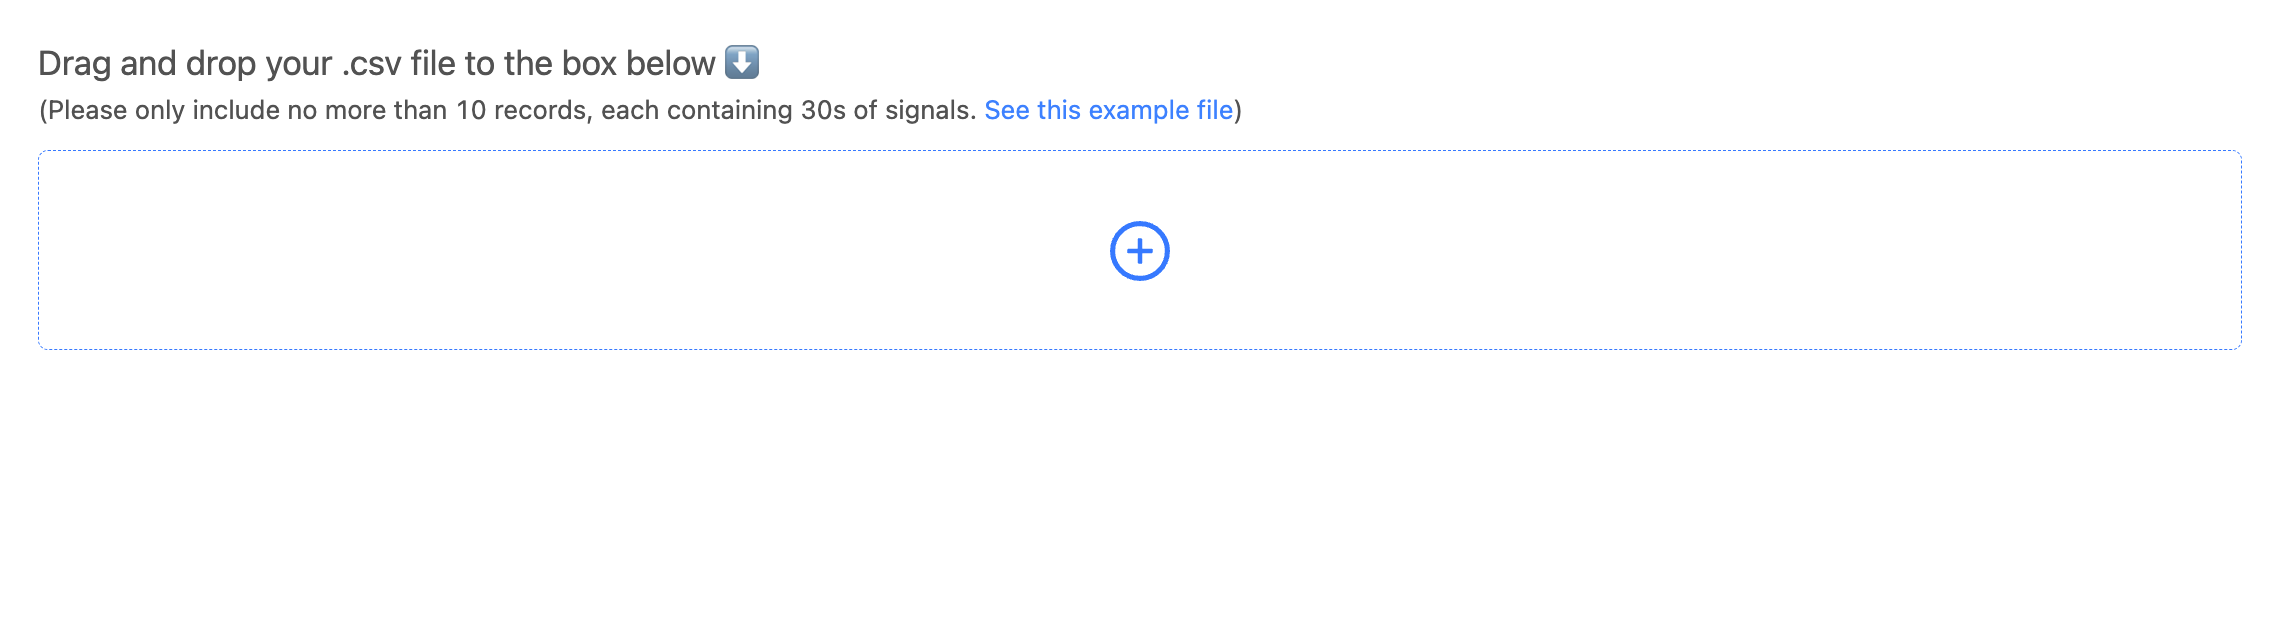 Drag and drop your .csv file to the box below ⬇️
(Please only include no more than 10 records, each containing 30s of signals. See this example file)